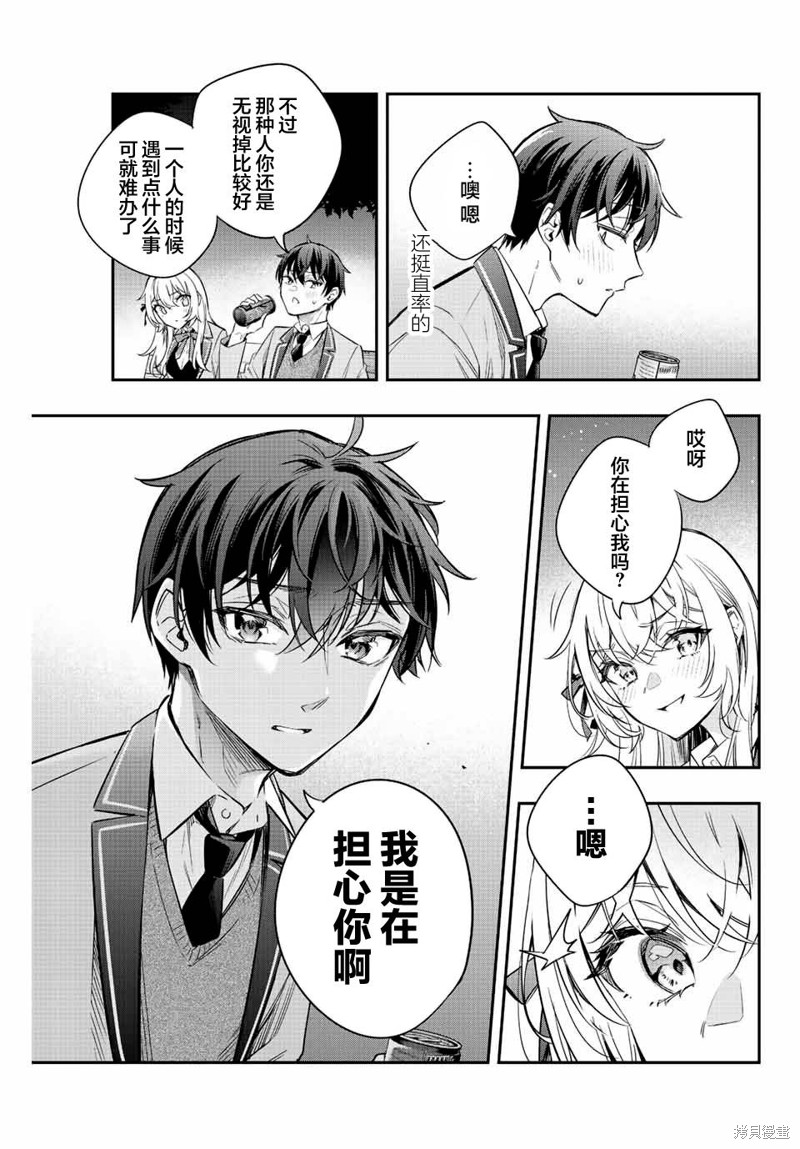 …噢嗯
还挺直率的
不过
那种人你还是
无视掉比较好
一个人的时候
遇到点什么事
可就难办了
哎呀
你在担心我吗?
…嗯
我是在
担心你啊
拷貝漫畫